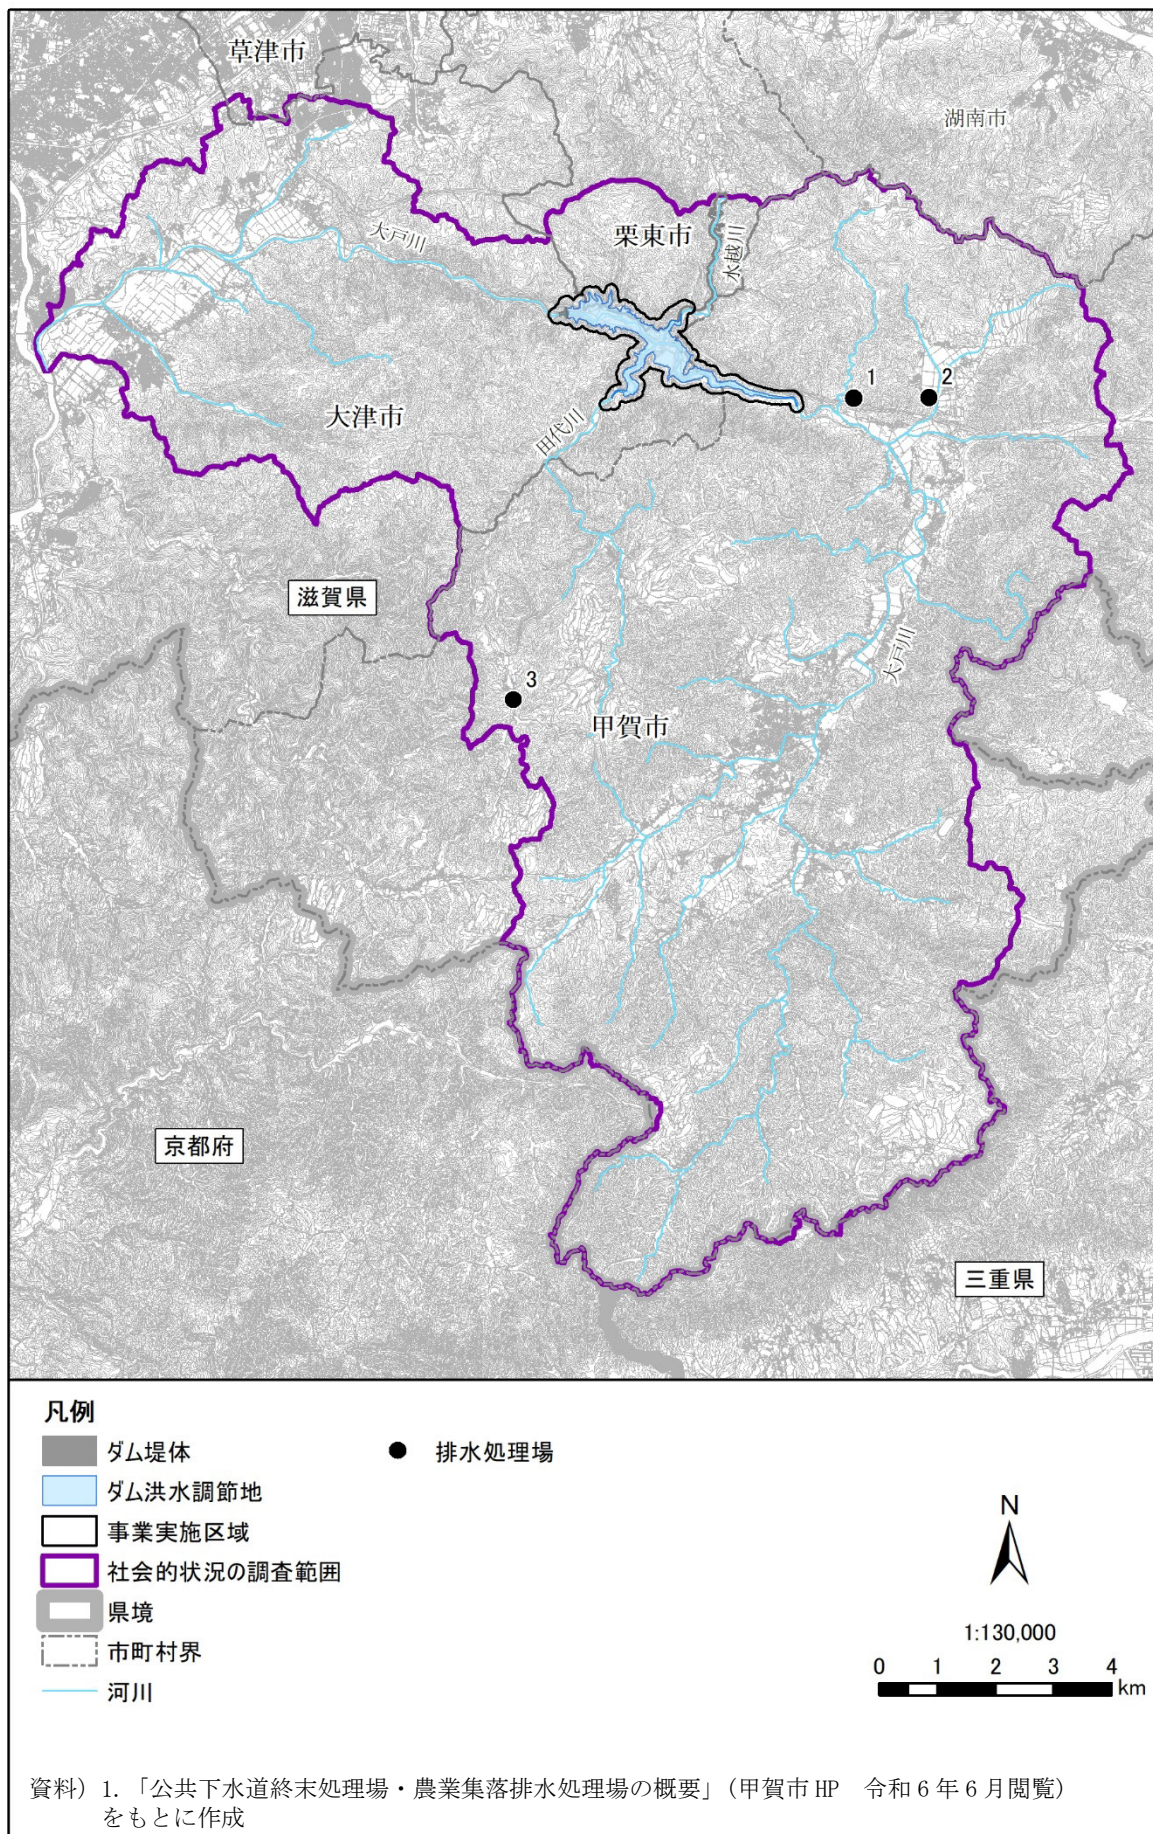 草津市
湖南市
栗東市
大戸川
水越川
1
2
大津市
田代川
滋賀県
大戸川
3
甲賀市
京都府
三重県
凡例
ダム堤体
排水処理場
ダム洪水調節地
事業実施区域
社会的状況の調査範囲
県境
市町村界
河川
N
1:130,000
0 1 2 3 4
km
資料）1.「公共下水道終末処理場・農業集落排水処理場の概要」（甲賀市 HP　令和 6 年 6 月閲覧）
をもとに作成